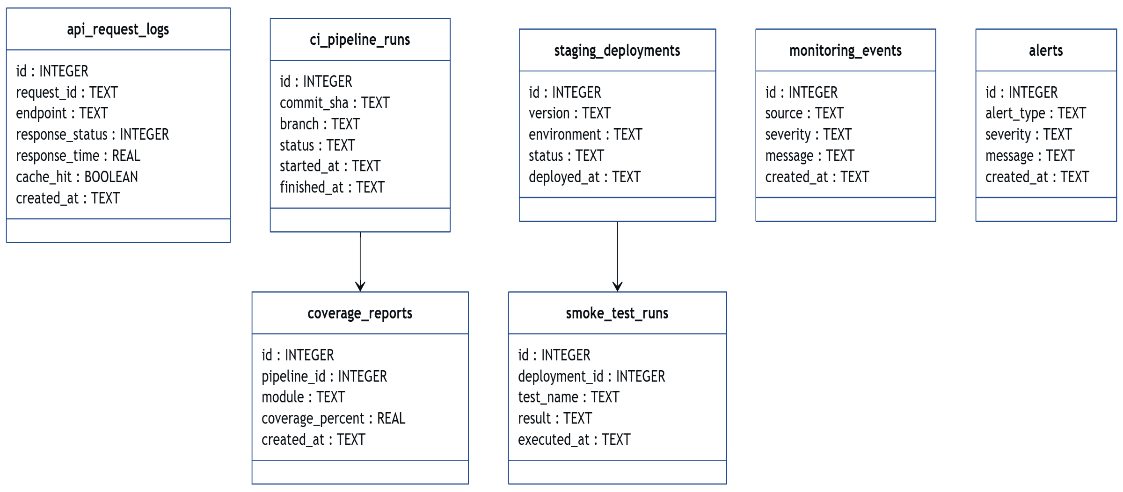 api_request_logs
id : INTEGER
request_id : TEXT
endpoint : TEXT
response_status : INTEGER
response_time : REAL
cache_hit : BOOLEAN
created_at : TEXT
ci_pipeline_runs
id : INTEGER
commit_sha : TEXT
branch : TEXT
status : TEXT
started_at : TEXT
finished_at : TEXT
staging_deployments
id : INTEGER
version : TEXT
environment : TEXT
status : TEXT
deployed_at : TEXT
monitoring_events
id : INTEGER
source : TEXT
severity : TEXT
message : TEXT
created_at : TEXT
alerts
id : INTEGER
alert_type : TEXT
severity : TEXT
message : TEXT
created_at : TEXT
coverage_reports
id : INTEGER
pipeline_id : INTEGER
module : TEXT
coverage_percent : REAL
created_at : TEXT
smoke_test_runs
id : INTEGER
deployment_id : INTEGER
test_name : TEXT
result : TEXT
executed_at : TEXT